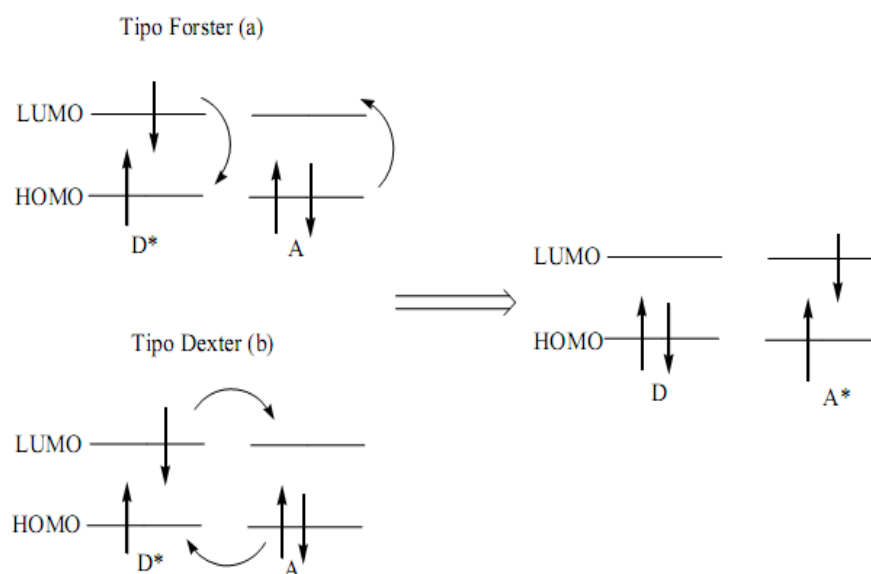 Tipo Forster (a)
LUMO
HOMO
D*
A
Tipo Dexter (b)
LUMO
HOMO
D*
A
LUMO
HOMO
D
A*